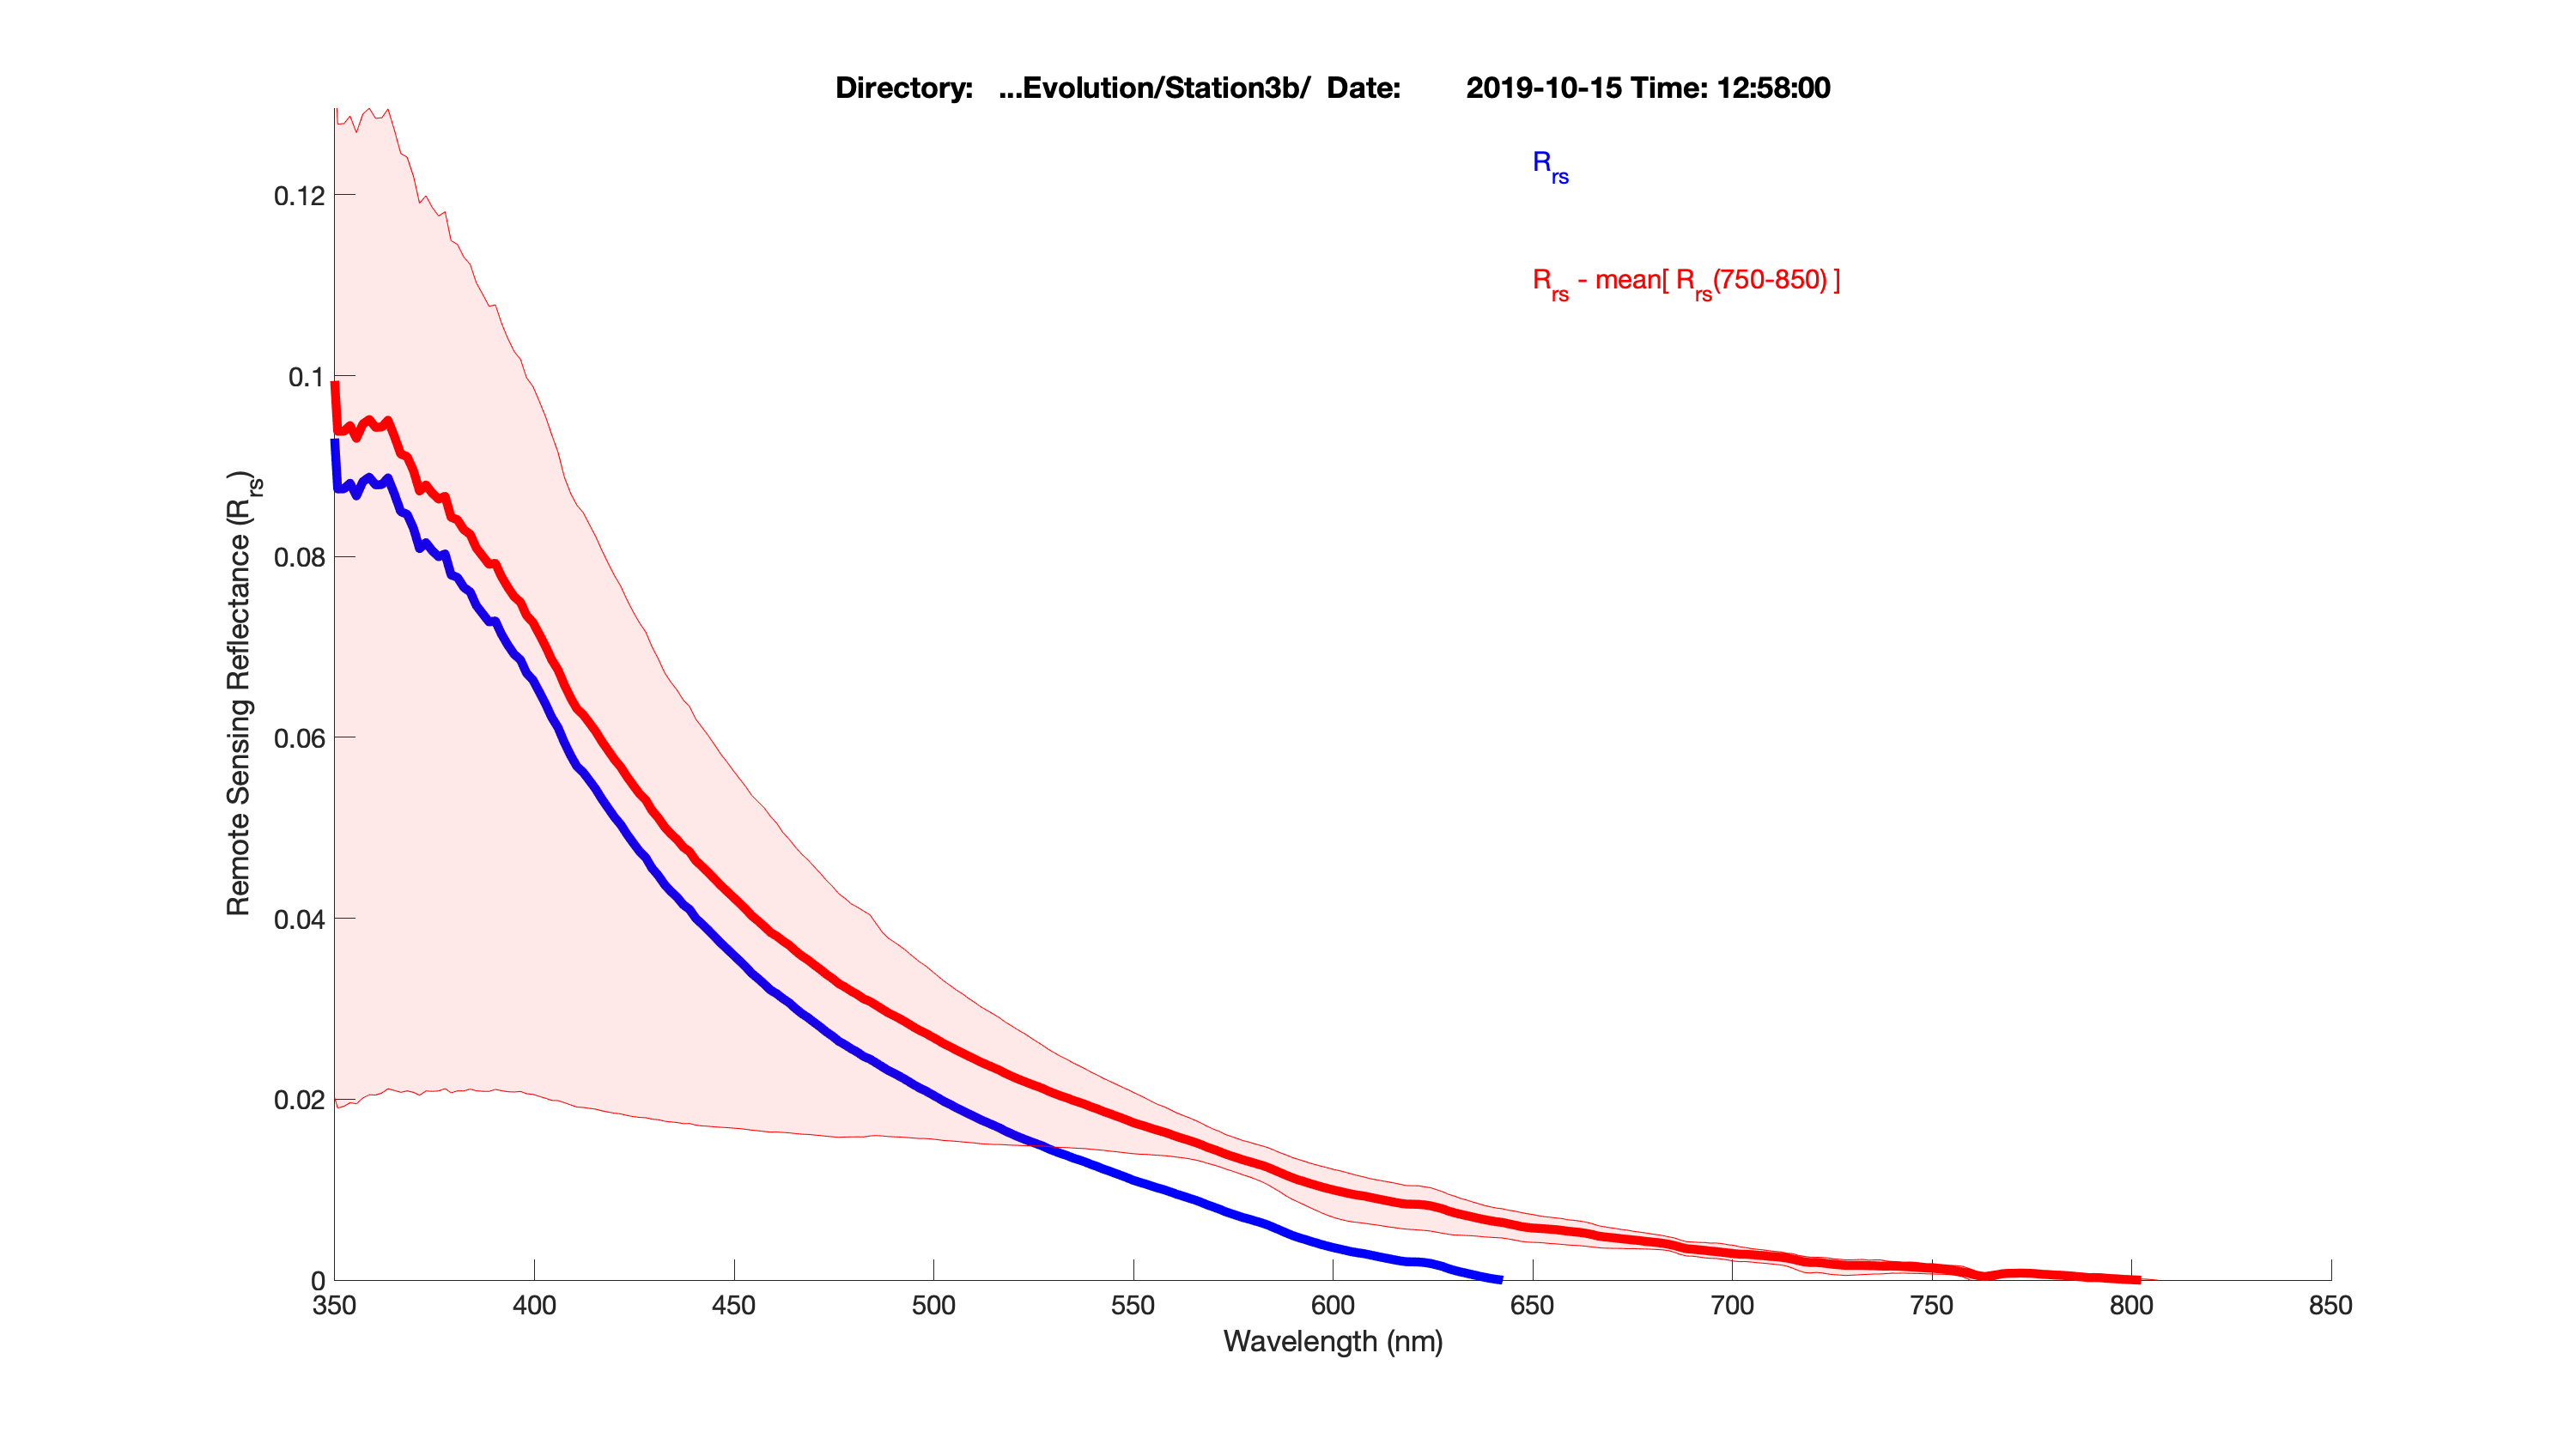 Directory: ...Evolution/Station3b/ Date: 2019-10-15 Time: 12:58:00
Rrs
Rrs - mean[ Rrs(750-850) ]
Remote Sensing Reflectance (Rrs)
0.12
0.1
0.08
0.06
0.04
0.02
0
350 400 450 500 550 600 650 700 750 800 850
Wavelength (nm)